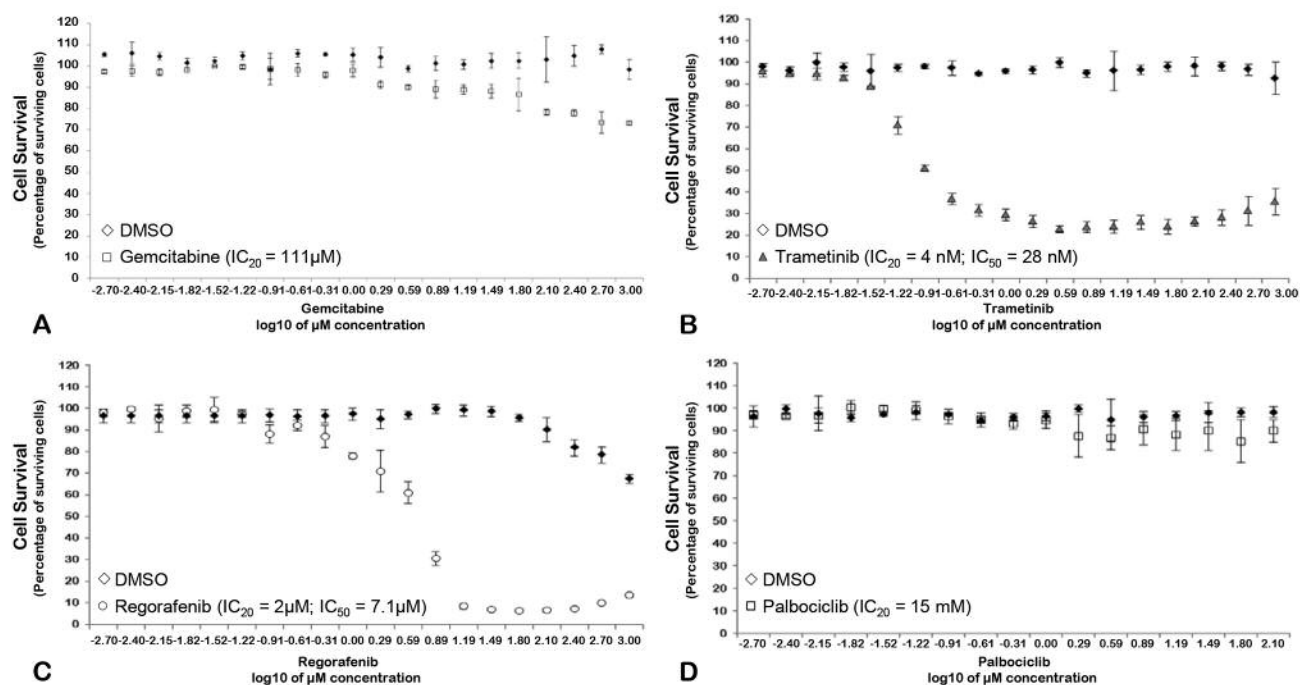 Cell Survival
(Percentage of surviving cells)
120
110
100
90
80
70
60
50
40
30
20
10
0
DMSO
Gemcitabine (IC20 = 111µM)
-2.70 -2.40 -2.15 -1.82 -1.52 -1.22 -0.91 -0.61 -0.31 0.00 0.29 0.59 0.89 1.19 1.49 1.80 2.10 2.40 2.70 3.00
Gemcitabine
log10 of µM concentration
A
Cell Survival
(Percentage of surviving cells)
120
110
100
90
80
70
60
50
40
30
20
10
0
DMSO
Trametinib (IC20 = 4 nM; IC50 = 28 nM)
-2.70 -2.40 -2.15 -1.82 -1.52 -1.22 -0.91 -0.61 -0.31 0.00 0.29 0.59 0.89 1.19 1.49 1.80 2.10 2.40 2.70 3.00
Trametinib
log10 of µM concentration
B
Cell Survival
(Percentage of surviving cells)
120
110
100
90
80
70
60
50
40
30
20
10
0
DMSO
Regorafenib (IC20 = 2µM; IC50 = 7.1µM)
-2.70 -2.40 -2.15 -1.82 -1.52 -1.22 -0.91 -0.61 -0.31 0.00 0.29 0.59 0.89 1.19 1.49 1.80 2.10 2.40 2.70 3.00
Regorafenib
log10 of µM concentration
C
Cell Survival
(Percentage of surviving cells)
120
110
100
90
80
70
60
50
40
30
20
10
0
DMSO
Palbociclib (IC20 = 15 mM)
-2.70 -2.40 -2.15 -1.82 -1.52 -1.22 -0.91 -0.61 -0.31 0.00 0.29 0.59 0.89 1.19 1.49 1.80 2.10
Palbociclib
log10 of µM concentration
D